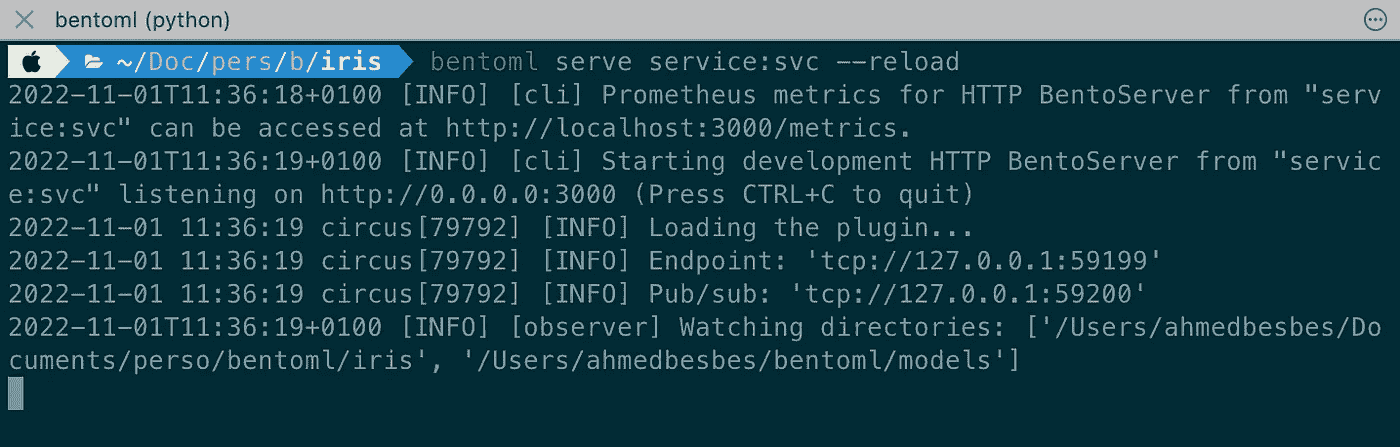 bentoml (python)
~/Doc/pers/b/iris bentoml serve service:svc --reload
2022-11-01T11:36:18+0100 [INFO] [cli] Prometheus metrics for HTTP BentoServer from "serv
ice:svc" can be accessed at http://localhost:3000/metrics.
2022-11-01T11:36:19+0100 [INFO] [cli] Starting development HTTP BentoServer from "servic
e:svc" listening on http://0.0.0.0:3000 (Press CTRL+C to quit)
2022-11-01 11:36:19 circus[79792] [INFO] Loading the plugin...
2022-11-01 11:36:19 circus[79792] [INFO] Endpoint: 'tcp://127.0.0.1:59199'
2022-11-01 11:36:19 circus[79792] [INFO] Pub/sub: 'tcp://127.0.0.1:59200'
2022-11-01T11:36:19+0100 [INFO] [observer] Watching directories: ['/Users/ahmedbesbes/Do
cuments/perso/bentoml/iris', '/Users/ahmedbesbes/bentoml/models']